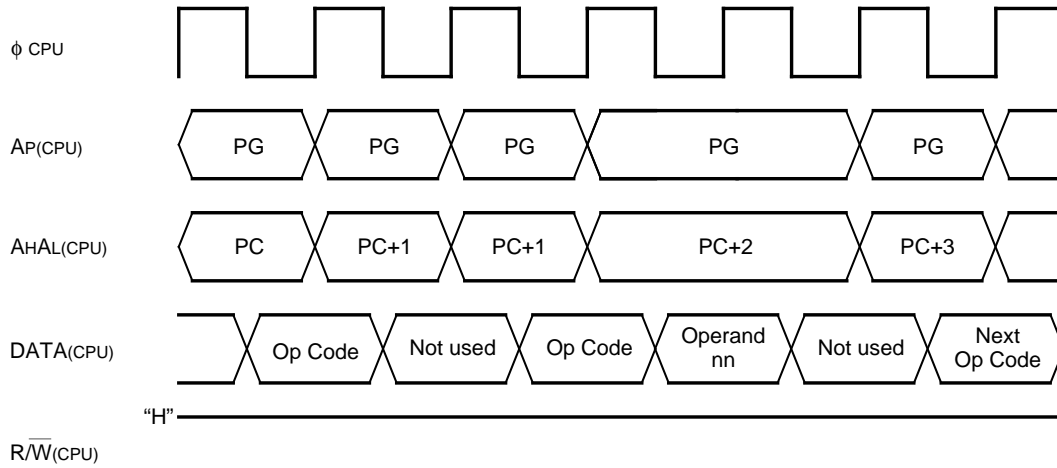 ϕ CPU
AP(CPU) PG PG PG PG PG
AHAL(CPU) PC PC+1 PC+1 PC+2 PC+3
DATA(CPU) Op Code Not used Op Code Operand nn Not used Next Op Code
“H”
R/W̅(CPU)